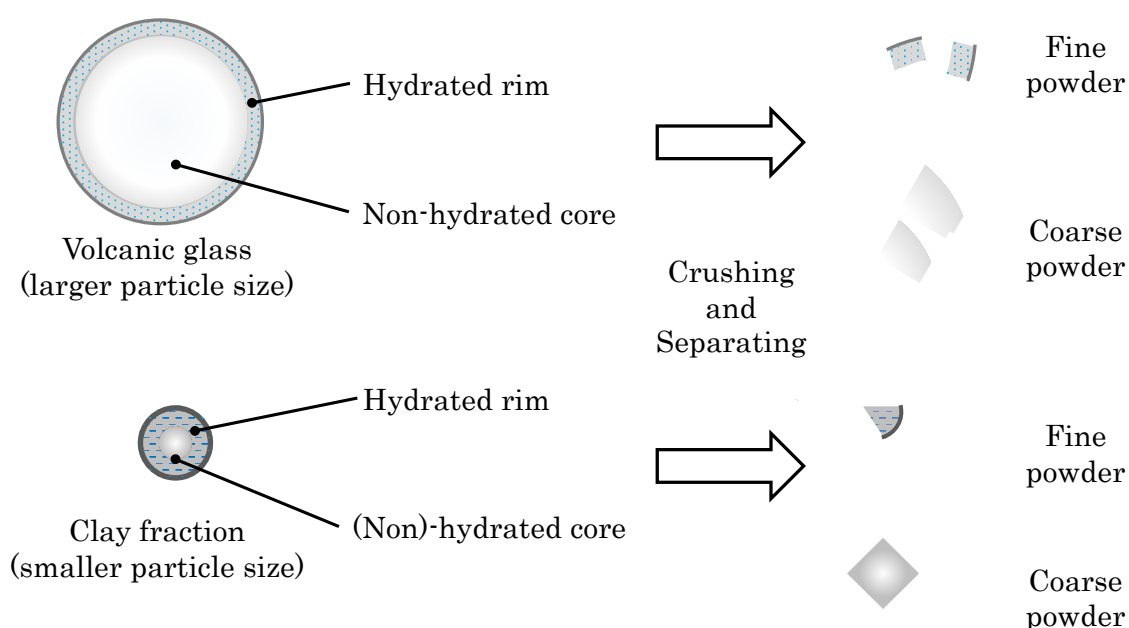 Hydrated rim
Non-hydrated core
Volcanic glass
(larger particle size)
Fine
powder
Coarse
powder
Crushing
and
Separating
Hydrated rim
(Non)-hydrated core
Clay fraction
(smaller particle size)
Fine
powder
Coarse
powder